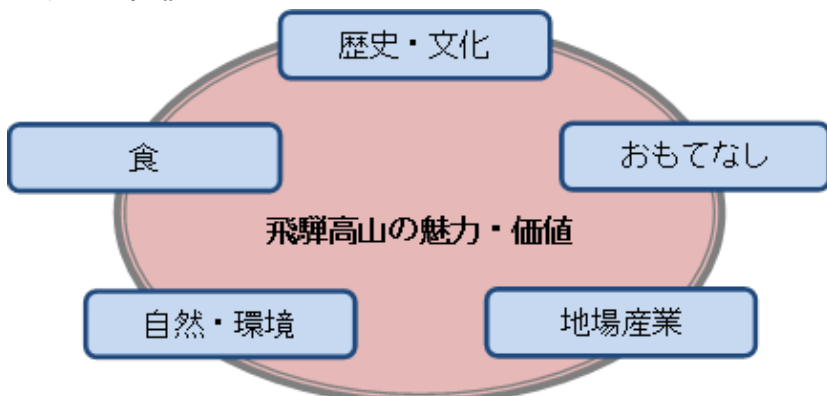 歴史・文化
食
おもてなし
飛騨高山の魅力・価値
自然・環境
地場産業